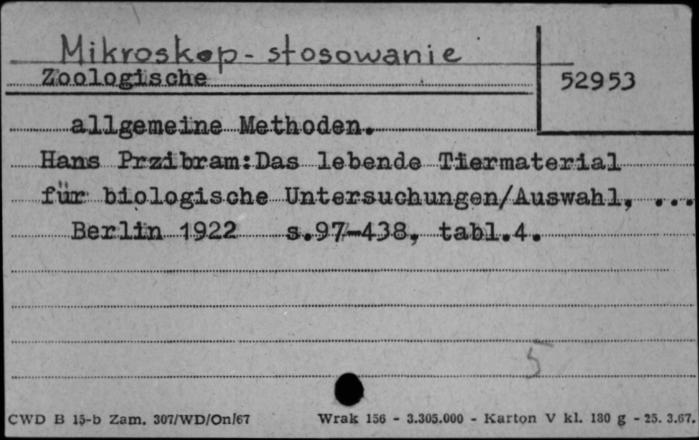 Mikroskop - stosowanie
Zoologische
52953
allgemeine Methoden.
Hans Przibram:Das lebende Tiermaterial
für biologische Untersuchungen/Auswahl, ...
Berlin 1922 s.97-438, tabl.4.
5
CWD B 15-b Zam. 307/WD/On/67 Wrak 156 - 3.305.000 - Karton V kl. 180 g - 25. 3.67.